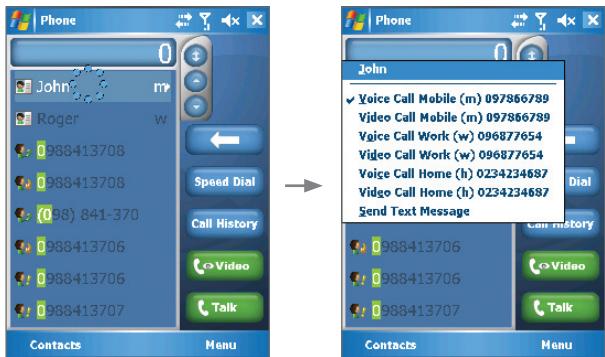 Phone
0
John m
Roger w
0988413708
Speed Dial
0988413708
(098) 841-370
Call History
0988413706
Video
0988413706
0988413707
Talk
Contacts Menu
Phone
0
John
Voice Call Mobile (m) 097866789
Video Call Mobile (m) 097866789
Voice Call Work (w) 096877654
Video Call Work (w) 096877654
Voice Call Home (h) 0234234687
Video Call Home (h) 0234234687
Send Text Message
Dial
Call History
0988413706
Video
0988413706
0988413707
Talk
Contacts Menu